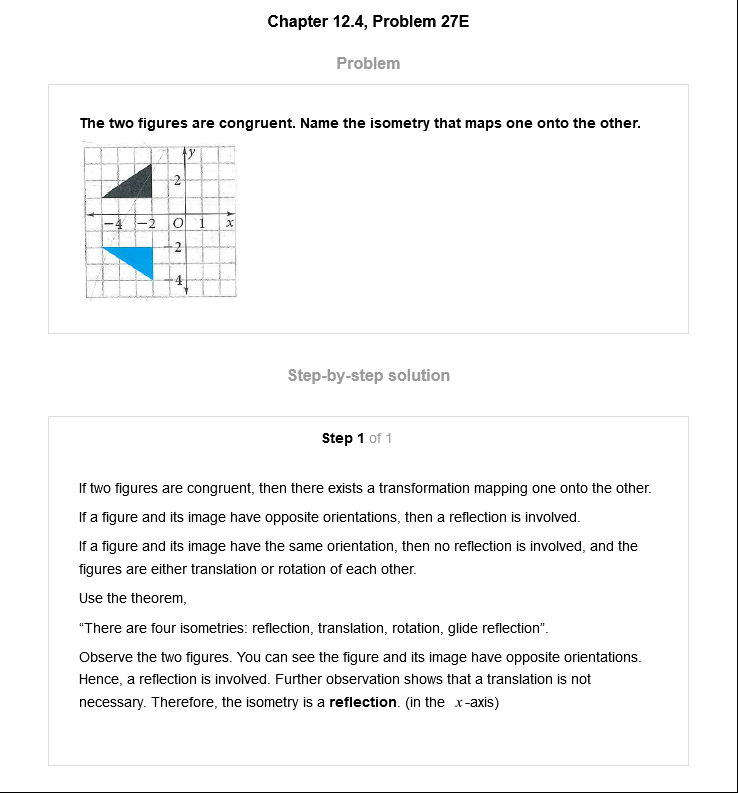 Chapter 12.4, Problem 27E
Problem
The two figures are congruent. Name the isometry that maps one onto the other.
y
2
−4 −2 O 1 x
−2
−4
Step-by-step solution
Step 1 of 1
If two figures are congruent, then there exists a transformation mapping one onto the other.
If a figure and its image have opposite orientations, then a reflection is involved.
If a figure and its image have the same orientation, then no reflection is involved, and the
figures are either translation or rotation of each other.
Use the theorem,
“There are four isometries: reflection, translation, rotation, glide reflection”.
Observe the two figures. You can see the figure and its image have opposite orientations.
Hence, a reflection is involved. Further observation shows that a translation is not
necessary. Therefore, the isometry is a reflection. (in the x-axis)